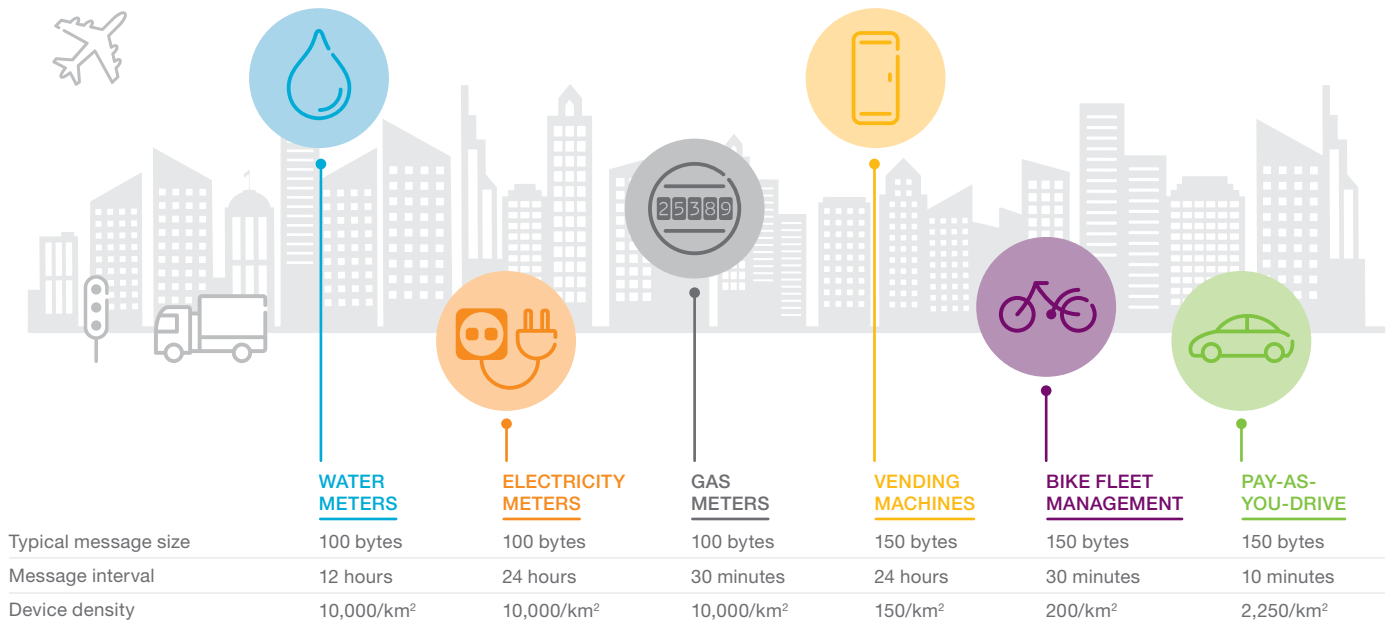 25389
WATER
METERS
ELECTRICITY
METERS
GAS
METERS
VENDING
MACHINES
BIKE FLEET
MANAGEMENT
PAY-AS-
YOU-DRIVE
Typical message size 100 bytes 100 bytes 100 bytes 150 bytes 150 bytes 150 bytes
Message interval 12 hours 24 hours 30 minutes 24 hours 30 minutes 10 minutes
Device density 10,000/km² 10,000/km² 10,000/km² 150/km² 200/km² 2,250/km²